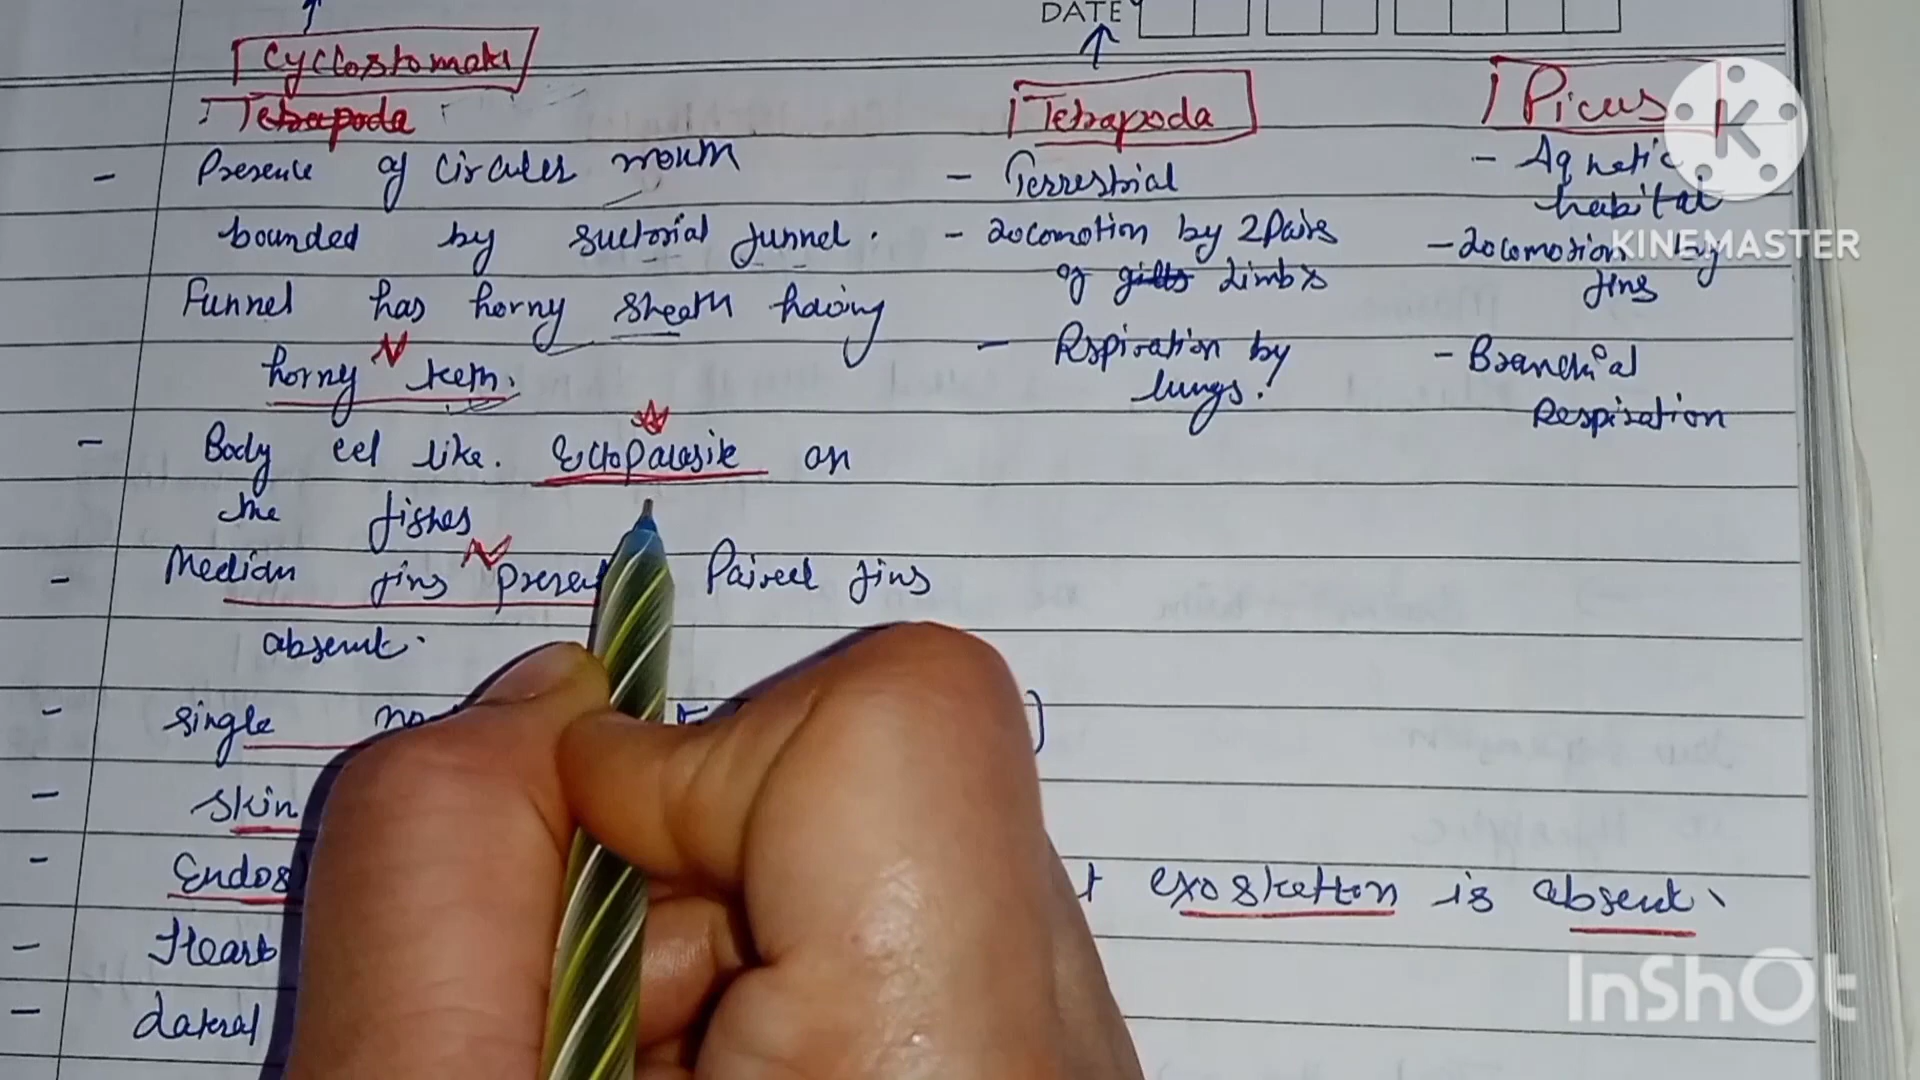 DATE
Cyclostomata
Tetrapoda
- Presence of circular mouth
bounded by suctorial funnel.
Funnel has horny sheath having
horny teeth.
- Body eel like. Ectoparasite on
the fishes
- Median fins present Paired fins
absent.
- single
- skin
- Endos
exoskelton is absent.
- Heart
- Lateral
Tetrapoda
- Terrestrial
- Locomotion by 2 Pairs
of gills Limbs
- Respiration by
lungs.
Pices
- Aquatic
habitat
- Locomotion by
fins
- Branchial
Respiration
K
KINEMASTER
InShOt